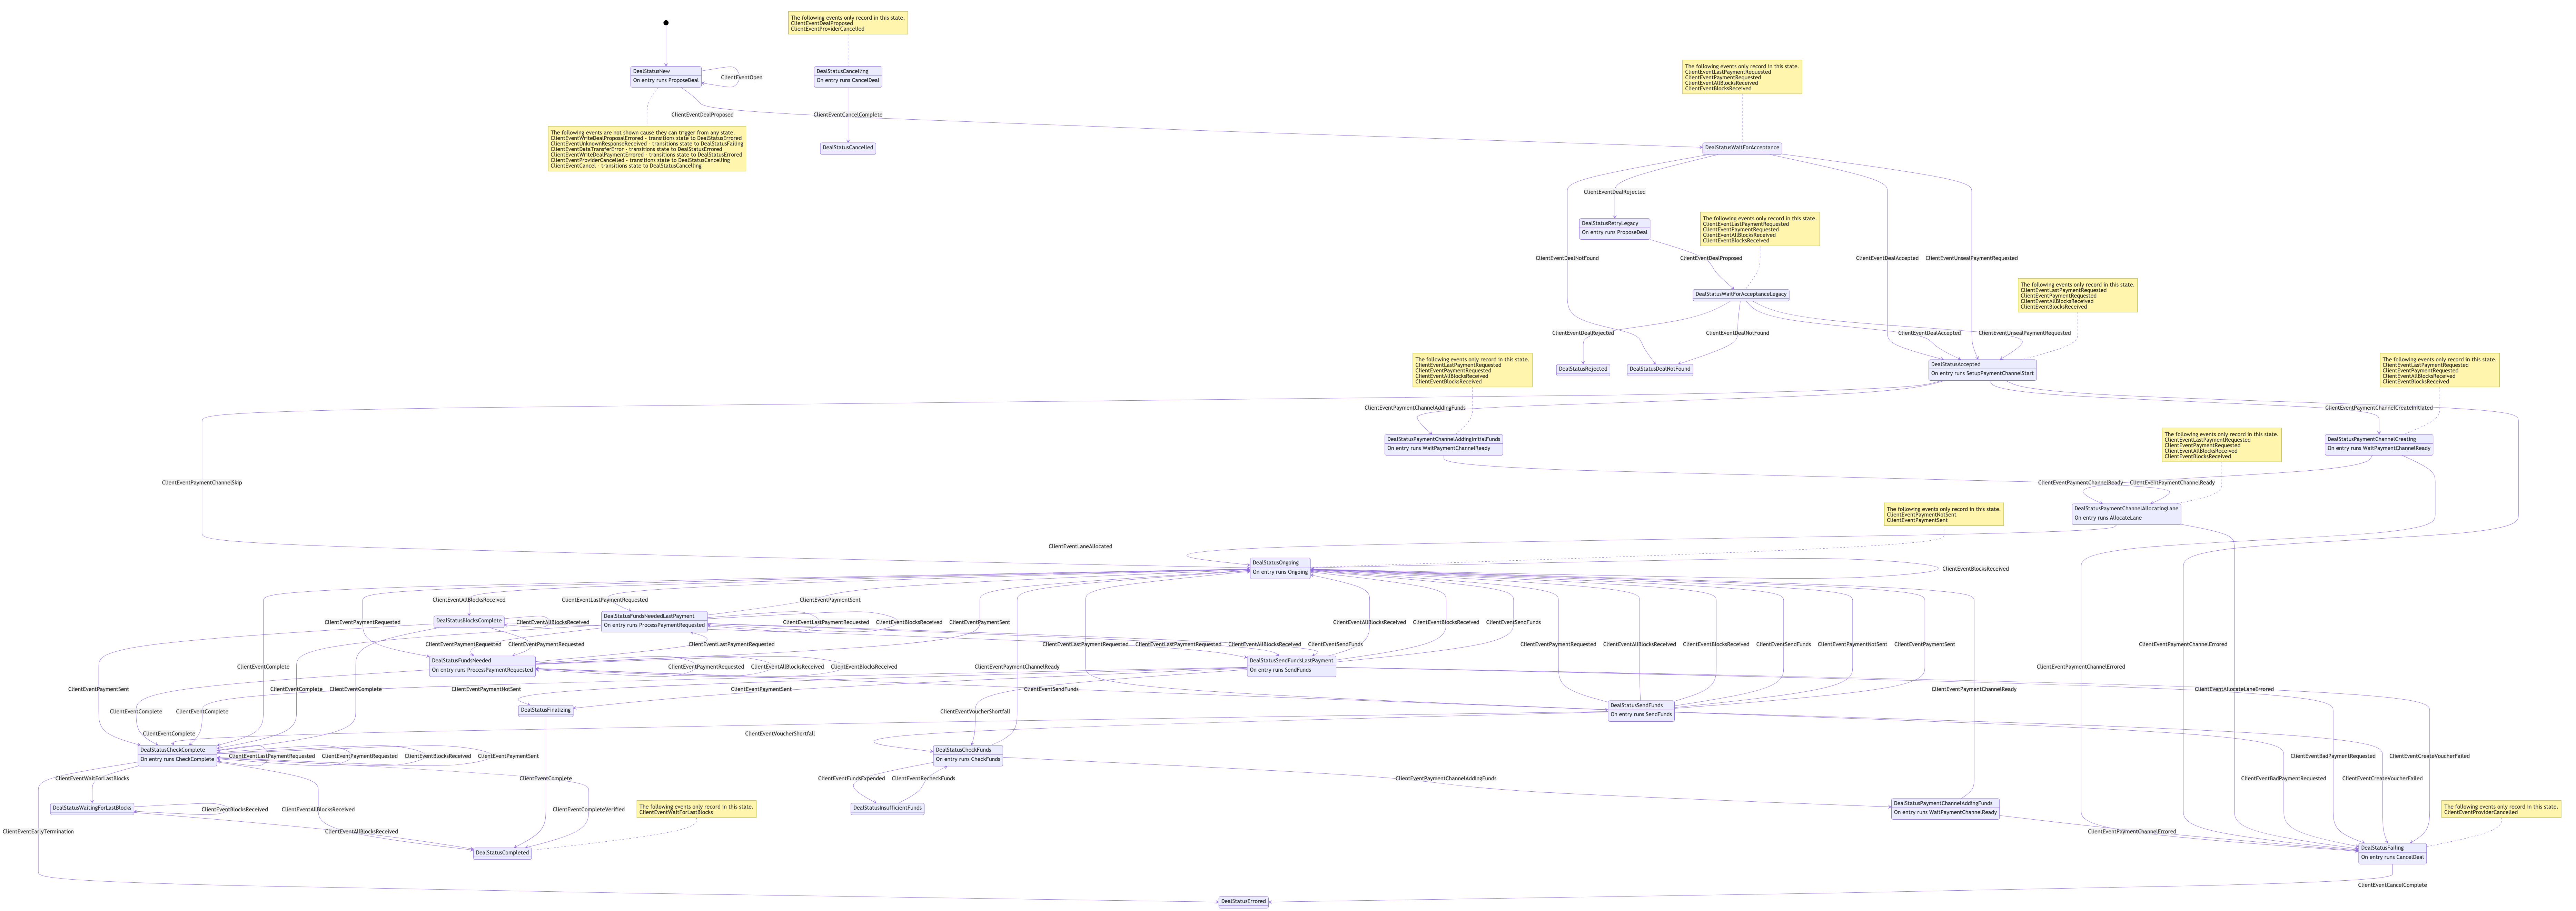 The following events only record in this state.
ClientEventDealProposed
ClientEventProviderCancelled
DealStatusNew
On entry runs ProposeDeal
ClientEventOpen
DealStatusCancelling
On entry runs CancelDeal
The following events only record in this state.
ClientEventLastPaymentRequested
ClientEventPaymentRequested
ClientEventAllBlocksReceived
ClientEventBlocksReceived
ClientEventDealProposed
ClientEventCancelComplete
The following events are not shown cause they can trigger from any state.
ClientEventWriteDealProposalErrored - transitions state to DealStatusErrored
ClientEventUnknownResponseReceived - transitions state to DealStatusFailing
ClientEventDataTransferError - transitions state to DealStatusErrored
ClientEventWriteDealPaymentErrored - transitions state to DealStatusErrored
ClientEventProviderCancelled - transitions state to DealStatusCancelling
ClientEventCancel - transitions state to DealStatusCancelling
DealStatusCancelled
DealStatusWaitForAcceptance
ClientEventDealRejected
DealStatusRetryLegacy
On entry runs ProposeDeal
The following events only record in this state.
ClientEventLastPaymentRequested
ClientEventPaymentRequested
ClientEventAllBlocksReceived
ClientEventBlocksReceived
ClientEventDealNotFound
ClientEventDealProposed
ClientEventDealAccepted
ClientEventUnsealPaymentRequested
DealStatusWaitForAcceptanceLegacy
The following events only record in this state.
ClientEventLastPaymentRequested
ClientEventPaymentRequested
ClientEventAllBlocksReceived
ClientEventBlocksReceived
ClientEventDealRejected
ClientEventDealNotFound
ClientEventDealAccepted
ClientEventUnsealPaymentRequested
The following events only record in this state.
ClientEventLastPaymentRequested
ClientEventPaymentRequested
ClientEventAllBlocksReceived
ClientEventBlocksReceived
DealStatusRejected
DealStatusDealNotFound
DealStatusAccepted
On entry runs SetupPaymentChannelStart
The following events only record in this state.
ClientEventLastPaymentRequested
ClientEventPaymentRequested
ClientEventAllBlocksReceived
ClientEventBlocksReceived
ClientEventPaymentChannelAddingFunds
ClientEventPaymentChannelCreateInitiated
DealStatusPaymentChannelAddingInitialFunds
On entry runs WaitPaymentChannelReady
The following events only record in this state.
ClientEventLastPaymentRequested
ClientEventPaymentRequested
ClientEventAllBlocksReceived
ClientEventBlocksReceived
DealStatusPaymentChannelCreating
On entry runs WaitPaymentChannelReady
ClientEventPaymentChannelSkip
ClientEventPaymentChannelReady
ClientEventPaymentChannelReady
The following events only record in this state.
ClientEventPaymentNotSent
ClientEventPaymentSent
DealStatusPaymentChannelAllocatingLane
On entry runs AllocateLane
ClientEventLaneAllocated
DealStatusOngoing
On entry runs Ongoing
ClientEventBlocksReceived
ClientEventAllBlocksReceived
ClientEventLastPaymentRequested
ClientEventPaymentSent
DealStatusBlocksComplete
ClientEventAllBlocksReceived
DealStatusFundsNeededLastPayment
On entry runs ProcessPaymentRequested
ClientEventPaymentRequested
ClientEventLastPaymentRequested
ClientEventBlocksReceived
ClientEventPaymentSent
ClientEventAllBlocksReceived
ClientEventBlocksReceived
ClientEventSendFunds
ClientEventPaymentRequested
ClientEventPaymentRequested
ClientEventLastPaymentRequested
ClientEventLastPaymentRequested
ClientEventAllBlocksReceived
ClientEventSendFunds
ClientEventPaymentRequested
ClientEventAllBlocksReceived
ClientEventBlocksReceived
ClientEventSendFunds
ClientEventPaymentNotSent
ClientEventPaymentSent
ClientEventPaymentChannelErrored
DealStatusFundsNeeded
On entry runs ProcessPaymentRequested
ClientEventComplete
ClientEventPaymentRequested
ClientEventAllBlocksReceived
ClientEventBlocksReceived
ClientEventPaymentChannelReady
DealStatusSendFundsLastPayment
On entry runs SendFunds
ClientEventPaymentChannelErrored
ClientEventPaymentSent
ClientEventComplete
ClientEventComplete
ClientEventPaymentNotSent
ClientEventPaymentSent
ClientEventSendFunds
ClientEventPaymentChannelReady
ClientEventAllocateLaneErrored
ClientEventComplete
ClientEventComplete
DealStatusFinalizing
ClientEventVoucherShortfall
DealStatusSendFunds
On entry runs SendFunds
ClientEventComplete
ClientEventVoucherShortfall
DealStatusCheckComplete
On entry runs CheckComplete
ClientEventLastPaymentRequested
ClientEventPaymentRequested
ClientEventBlocksReceived
ClientEventPaymentSent
DealStatusCheckFunds
On entry runs CheckFunds
ClientEventBadPaymentRequested
ClientEventCreateVoucherFailed
ClientEventWaitForLastBlocks
ClientEventComplete
ClientEventFundsExpended
ClientEventRecheckFunds
ClientEventPaymentChannelAddingFunds
ClientEventBadPaymentRequested
ClientEventCreateVoucherFailed
DealStatusWaitingForLastBlocks
ClientEventBlocksReceived
ClientEventAllBlocksReceived
ClientEventCompleteVerified
The following events only record in this state.
ClientEventWaitForLastBlocks
DealStatusInsufficientFunds
DealStatusPaymentChannelAddingFunds
On entry runs WaitPaymentChannelReady
The following events only record in this state.
ClientEventProviderCancelled
ClientEventEarlyTermination
ClientEventAllBlocksReceived
ClientEventPaymentChannelErrored
DealStatusCompleted
DealStatusFailing
On entry runs CancelDeal
ClientEventCancelComplete
DealStatusErrored